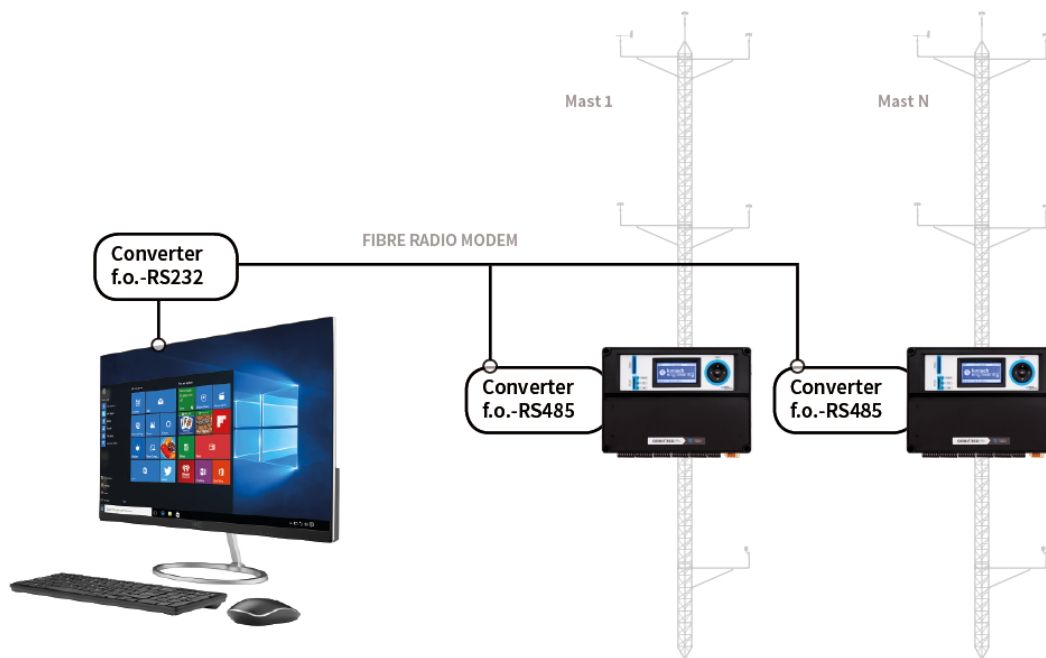 Mast 1
Mast N
FIBRE RADIO MODEM
Converter
f.o.-RS232
Converter
f.o.-RS485
Converter
f.o.-RS485